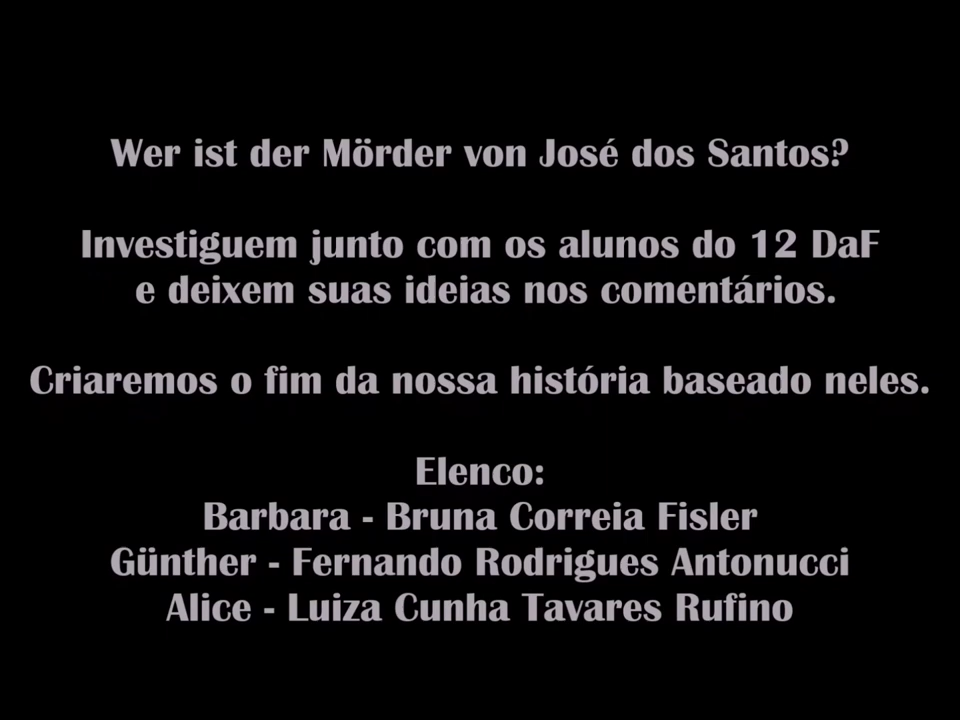 Wer ist der Mörder von José dos Santos?
Investiguem junto com os alunos do 12 DaF
e deixem suas ideias nos comentários.
Criaremos o fim da nossa história baseado neles.
Elenco:
Barbara - Bruna Correia Fisler
Günther - Fernando Rodrigues Antonucci
Alice - Luiza Cunha Tavares Rufino